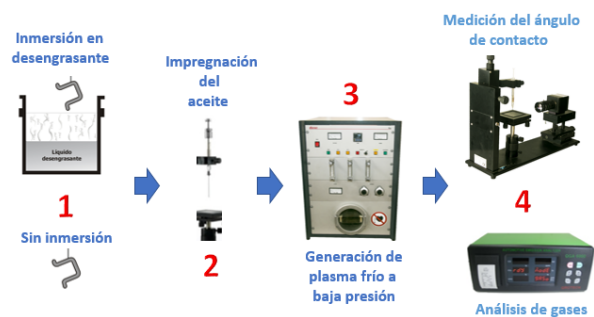 Inmersión en
desengrasante
Líquido
desengrasante
1
Sin inmersión
Impregnación
del
aceite
2
3
Generación de
plasma frío a
baja presión
Medición del ángulo
de contacto
4
Análisis de gases